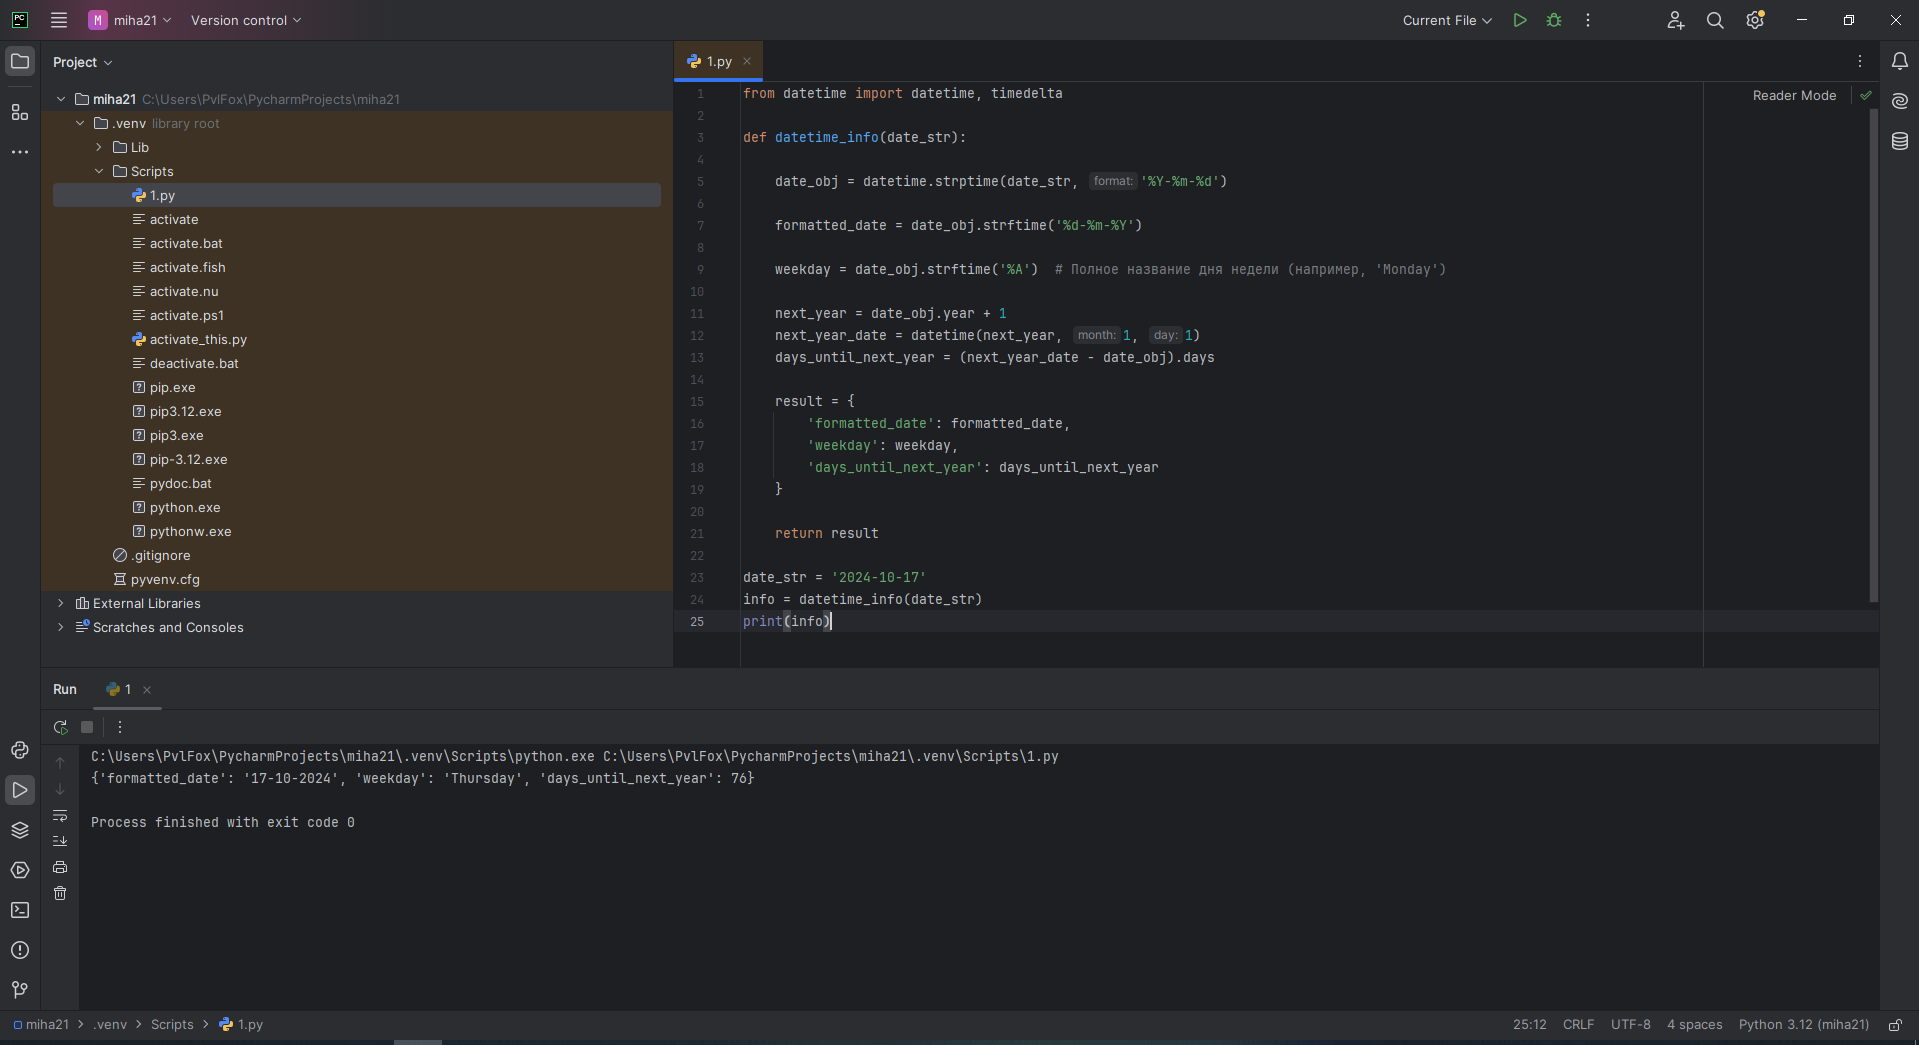 PC
M miha21 Version control Current File
Project
miha21 C:\Users\PvlFox\PycharmProjects\miha21
.venv library root
Lib
Scripts
1.py
activate
activate.bat
activate.fish
activate.nu
activate.ps1
activate_this.py
deactivate.bat
pip.exe
pip3.12.exe
pip3.exe
pip-3.12.exe
pydoc.bat
python.exe
pythonw.exe
.gitignore
pyvenv.cfg
External Libraries
Scratches and Consoles
1.py
Reader Mode
1 from datetime import datetime, timedelta
2
3 def datetime_info(date_str):
4
5 date_obj = datetime.strptime(date_str, format: '%Y-%m-%d')
6
7 formatted_date = date_obj.strftime('%d-%m-%Y')
8
9 weekday = date_obj.strftime('%A') # Полное название дня недели (например, 'Monday')
10
11 next_year = date_obj.year + 1
12 next_year_date = datetime(next_year, month: 1, day: 1)
13 days_until_next_year = (next_year_date - date_obj).days
14
15 result = {
16 'formatted_date': formatted_date,
17 'weekday': weekday,
18 'days_until_next_year': days_until_next_year
19 }
20
21 return result
22
23 date_str = '2024-10-17'
24 info = datetime_info(date_str)
25 print(info)
Run 1
C:\Users\PvlFox\PycharmProjects\miha21\.venv\Scripts\python.exe C:\Users\PvlFox\PycharmProjects\miha21\.venv\Scripts\1.py
{'formatted_date': '17-10-2024', 'weekday': 'Thursday', 'days_until_next_year': 76}
Process finished with exit code 0
miha21 > .venv > Scripts > 1.py 25:12 CRLF UTF-8 4 spaces Python 3.12 (miha21)